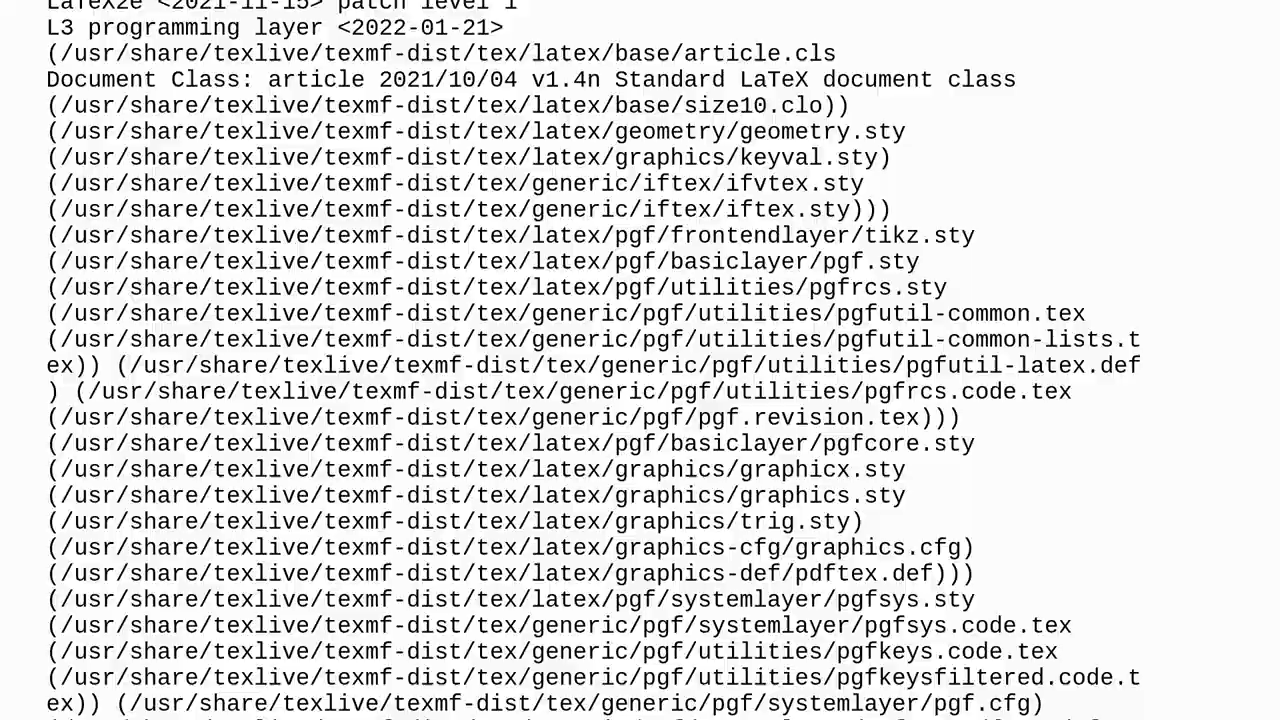 LaTeX2e <2021-11-15> patch level 1
L3 programming layer <2022-01-21>
(/usr/share/texlive/texmf-dist/tex/latex/base/article.cls
Document Class: article 2021/10/04 v1.4n Standard LaTeX document class
(/usr/share/texlive/texmf-dist/tex/latex/base/size10.clo))
(/usr/share/texlive/texmf-dist/tex/latex/geometry/geometry.sty
(/usr/share/texlive/texmf-dist/tex/latex/graphics/keyval.sty)
(/usr/share/texlive/texmf-dist/tex/generic/iftex/ifvtex.sty
(/usr/share/texlive/texmf-dist/tex/generic/iftex/iftex.sty)))
(/usr/share/texlive/texmf-dist/tex/latex/pgf/frontendlayer/tikz.sty
(/usr/share/texlive/texmf-dist/tex/latex/pgf/basiclayer/pgf.sty
(/usr/share/texlive/texmf-dist/tex/latex/pgf/utilities/pgfrcs.sty
(/usr/share/texlive/texmf-dist/tex/generic/pgf/utilities/pgfutil-common.tex
(/usr/share/texlive/texmf-dist/tex/generic/pgf/utilities/pgfutil-common-lists.t
ex)) (/usr/share/texlive/texmf-dist/tex/generic/pgf/utilities/pgfutil-latex.def
) (/usr/share/texlive/texmf-dist/tex/generic/pgf/utilities/pgfrcs.code.tex
(/usr/share/texlive/texmf-dist/tex/generic/pgf/pgf.revision.tex)))
(/usr/share/texlive/texmf-dist/tex/latex/pgf/basiclayer/pgfcore.sty
(/usr/share/texlive/texmf-dist/tex/latex/graphics/graphicx.sty
(/usr/share/texlive/texmf-dist/tex/latex/graphics/graphics.sty
(/usr/share/texlive/texmf-dist/tex/latex/graphics/trig.sty)
(/usr/share/texlive/texmf-dist/tex/latex/graphics-cfg/graphics.cfg)
(/usr/share/texlive/texmf-dist/tex/latex/graphics-def/pdftex.def)))
(/usr/share/texlive/texmf-dist/tex/latex/pgf/systemlayer/pgfsys.sty
(/usr/share/texlive/texmf-dist/tex/generic/pgf/systemlayer/pgfsys.code.tex
(/usr/share/texlive/texmf-dist/tex/generic/pgf/utilities/pgfkeys.code.tex
(/usr/share/texlive/texmf-dist/tex/generic/pgf/utilities/pgfkeysfiltered.code.t
ex)) (/usr/share/texlive/texmf-dist/tex/generic/pgf/systemlayer/pgf.cfg)